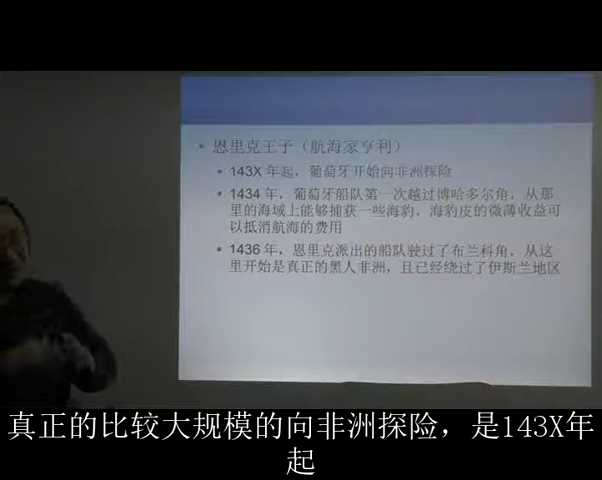 恩里克王子（航海家亨利）
143X 年起，葡萄牙开始向非洲探险
1434 年，葡萄牙船队第一次越过博哈多尔角，从那
里的海域上能够捕获一些海豹，海豹皮的微薄收益可
以抵消航海的费用
1436 年，恩里克派出的船队驶过了布兰科角，从这
里开始是真正的黑人非洲，且已经绕过了伊斯兰地区
真正的比较大规模的向非洲探险，是143X年
起